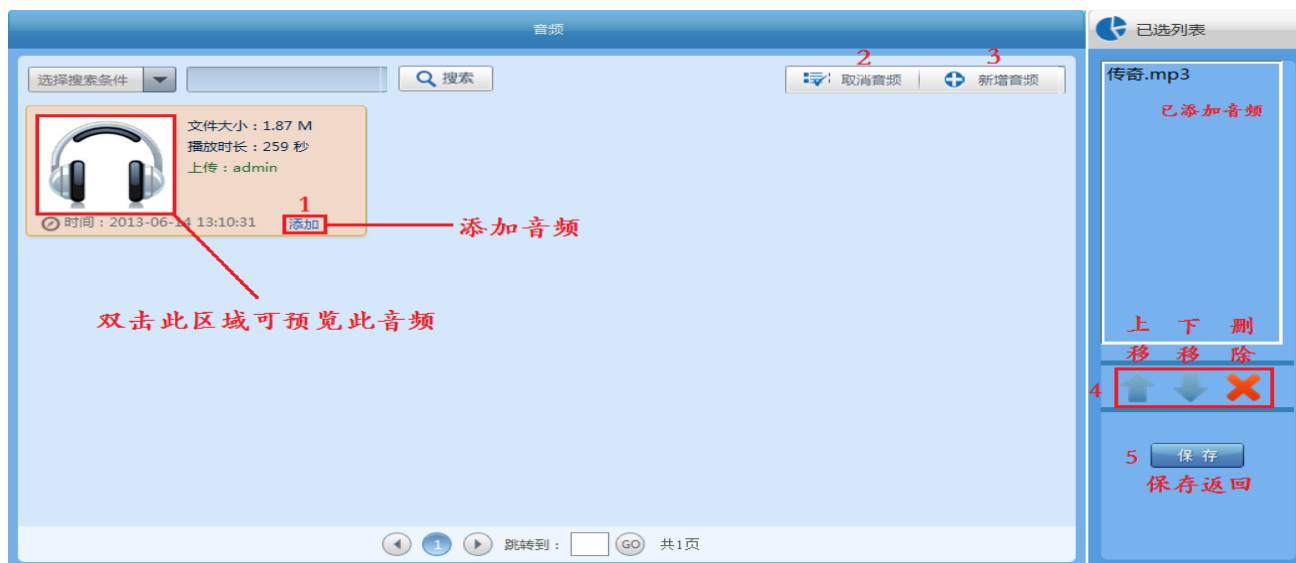 音频
已选列表
2
3
选择搜素条件
搜索
取消音频
新增音频
传奇.mp3
已添加音频
文件大小：1.87 M
播放时长：259 秒
上传：admin
1
时间：2013-06-14 13:10:31
添加
添加音频
双击此区域可预览此音频
上移
下移
删除
4
5
保 存
保存返回
1
跳转到：
GO
共1页